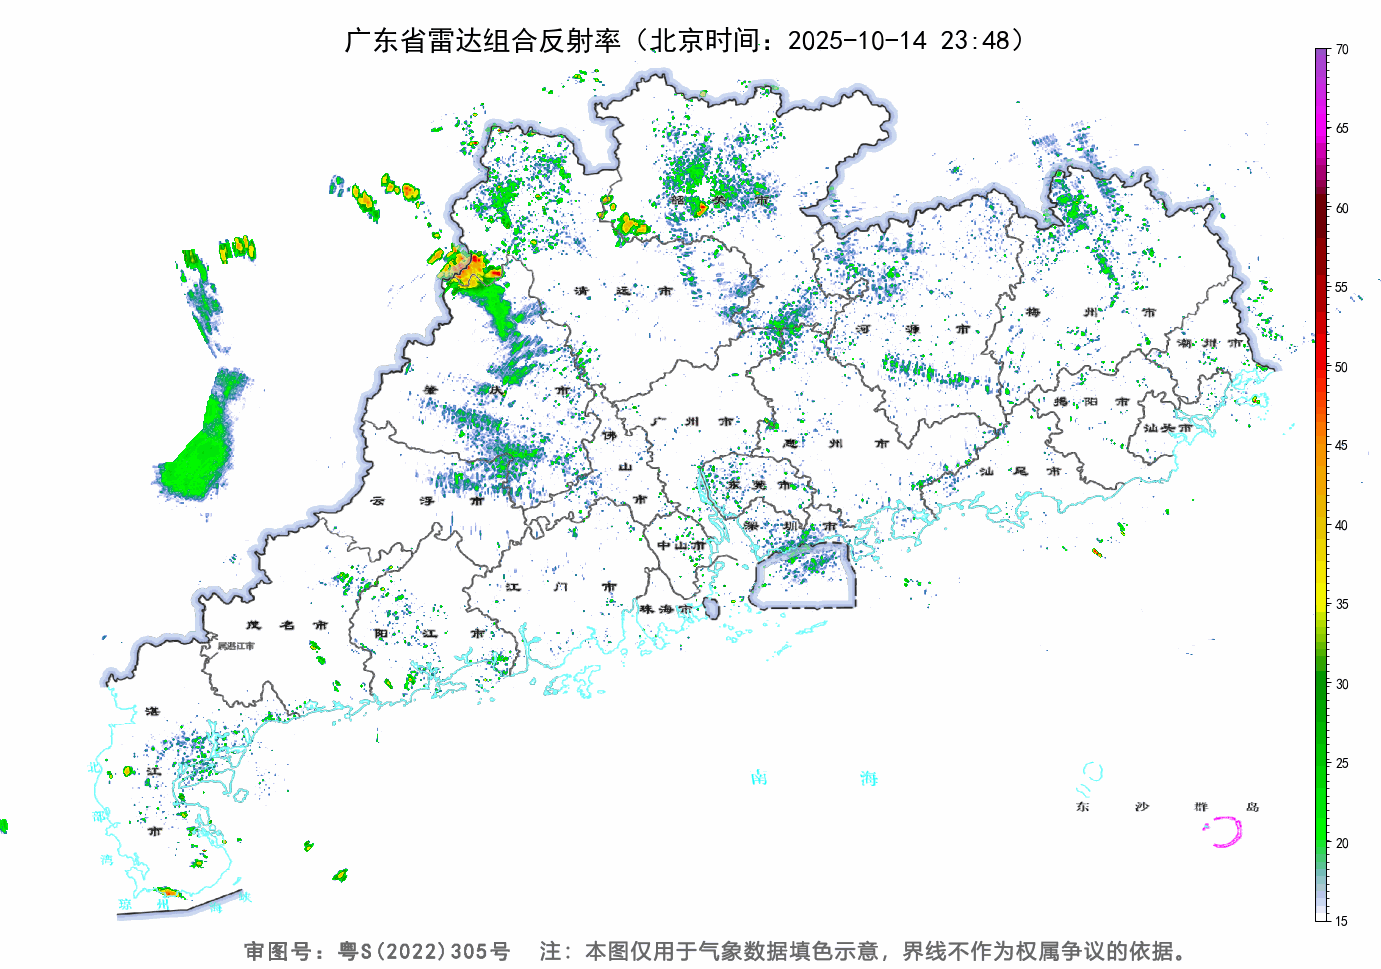 广东省雷达组合反射率（北京时间：2025-10-14 23:48）
70
65
60
55
50
45
40
35
30
25
20
15
韶关市
清远市
河源市
梅州市
潮州市
肇庆市
广州市
佛山市
惠州市
揭阳市
汕头市
汕尾市
云浮市
东莞市
深圳市
中山市
江门市
珠海市
茂名市
阳江市
属湛江市
湛江市
北部湾
琼州海峡
南海
东沙群岛
审图号：粤S(2022)305号 注：本图仅用于气象数据填色示意，界线不作为权属争议的依据。